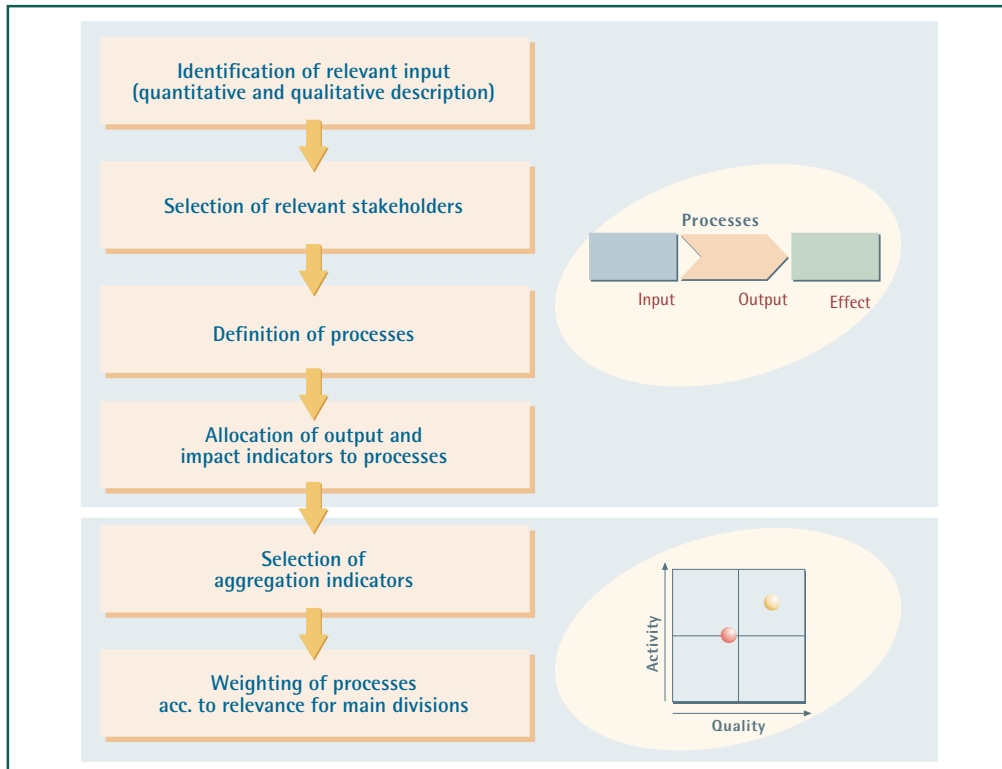 Identification of relevant input
(quantitative and qualitative description)
Selection of relevant stakeholders
Definition of processes
Allocation of output and
impact indicators to processes
Processes
Input
Output
Effect
Selection of
aggregation indicators
Weighting of processes
acc. to relevance for main divisions
Activity
Quality